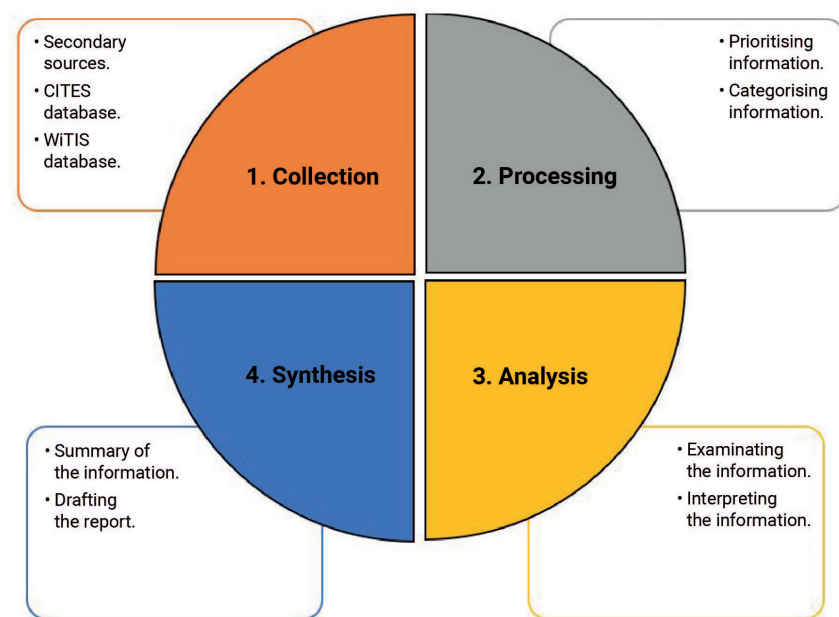 • Secondary
sources.
• CITES
database.
• WiTIS
database.
1. Collection
• Prioritising
information.
• Categorising
information.
2. Processing
• Examinating
the information.
• Interpreting
the information.
3. Analysis
• Summary of
the information.
• Drafting
the report.
4. Synthesis